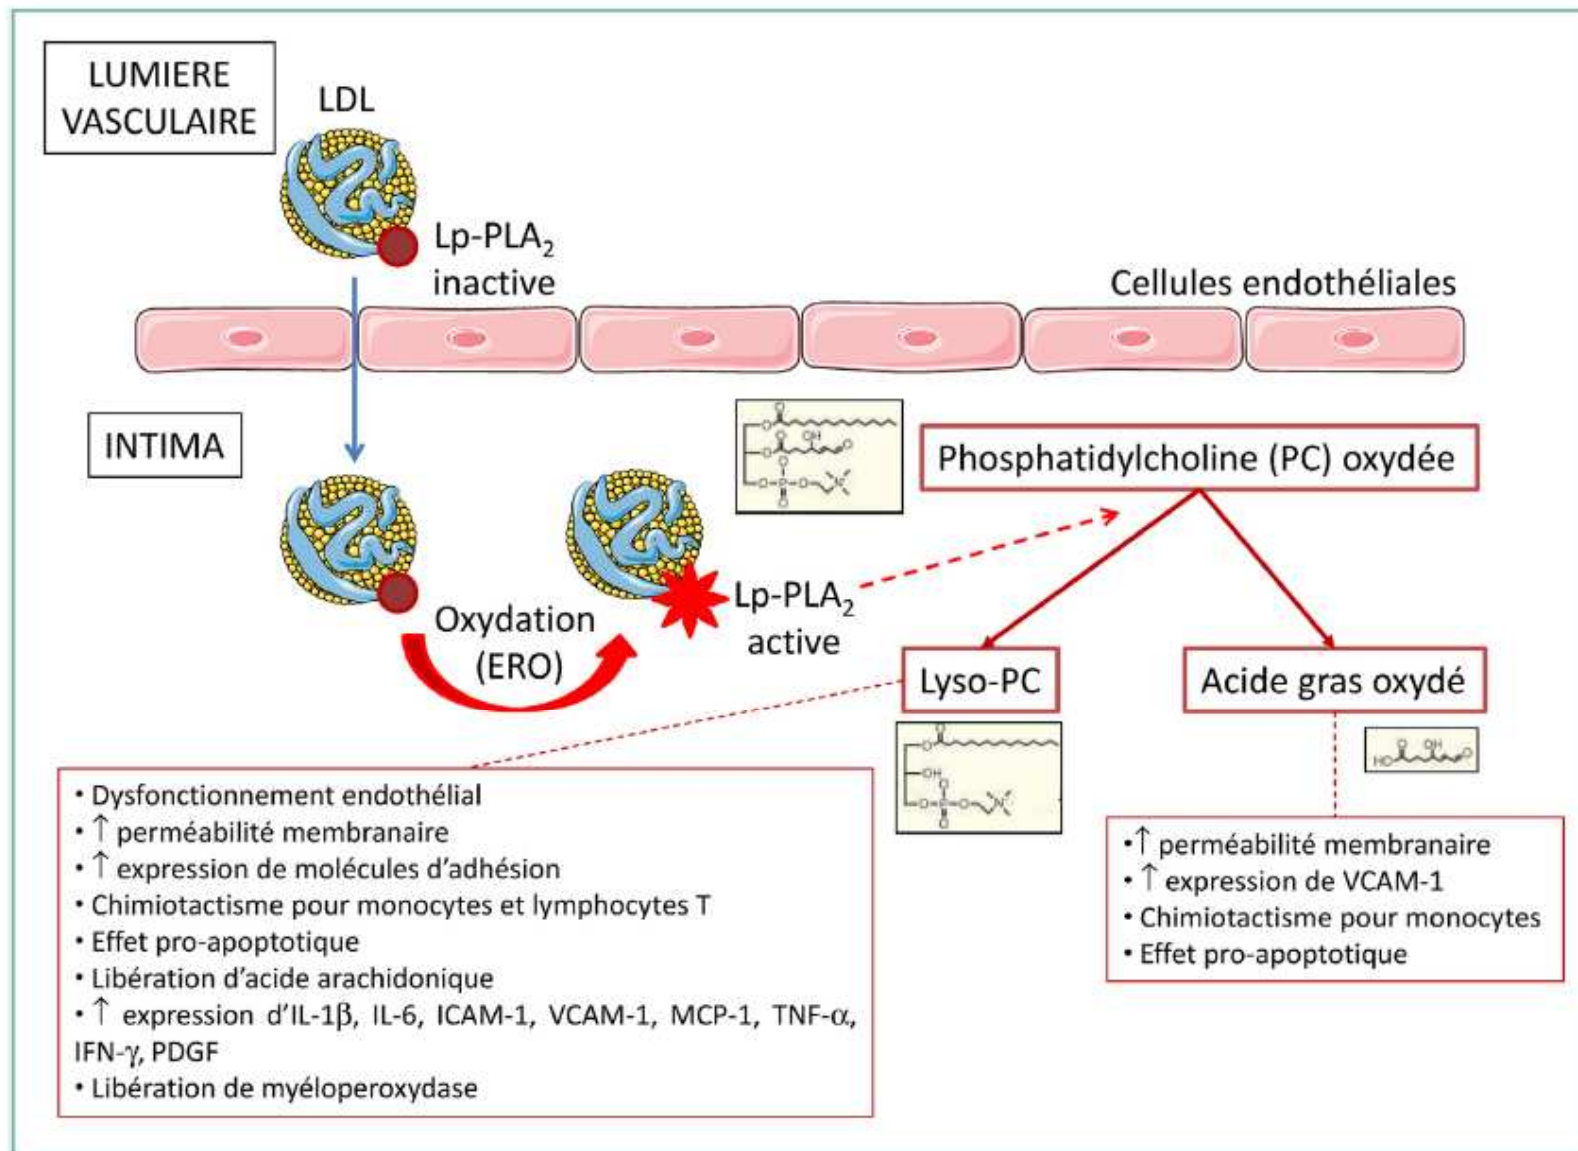 LUMIERE
VASCULAIRE
LDL
Lp-PLA₂
inactive
Cellules endothéliales
INTIMA
Phosphatidylcholine (PC) oxydée
Oxydation
(ERO)
Lp-PLA₂
active
Lyso-PC
Acide gras oxydé
• Dysfonctionnement endothélial
• ↑ perméabilité membranaire
• ↑ expression de molécules d'adhésion
• Chimiotactisme pour monocytes et lymphocytes T
• Effet pro-apoptotique
• Libération d'acide arachidonique
• ↑ expression d'IL-1β, IL-6, ICAM-1, VCAM-1, MCP-1, TNF-α,
IFN-γ, PDGF
• Libération de myéloperoxydase
• ↑ perméabilité membranaire
• ↑ expression de VCAM-1
• Chimiotactisme pour monocytes
• Effet pro-apoptotique